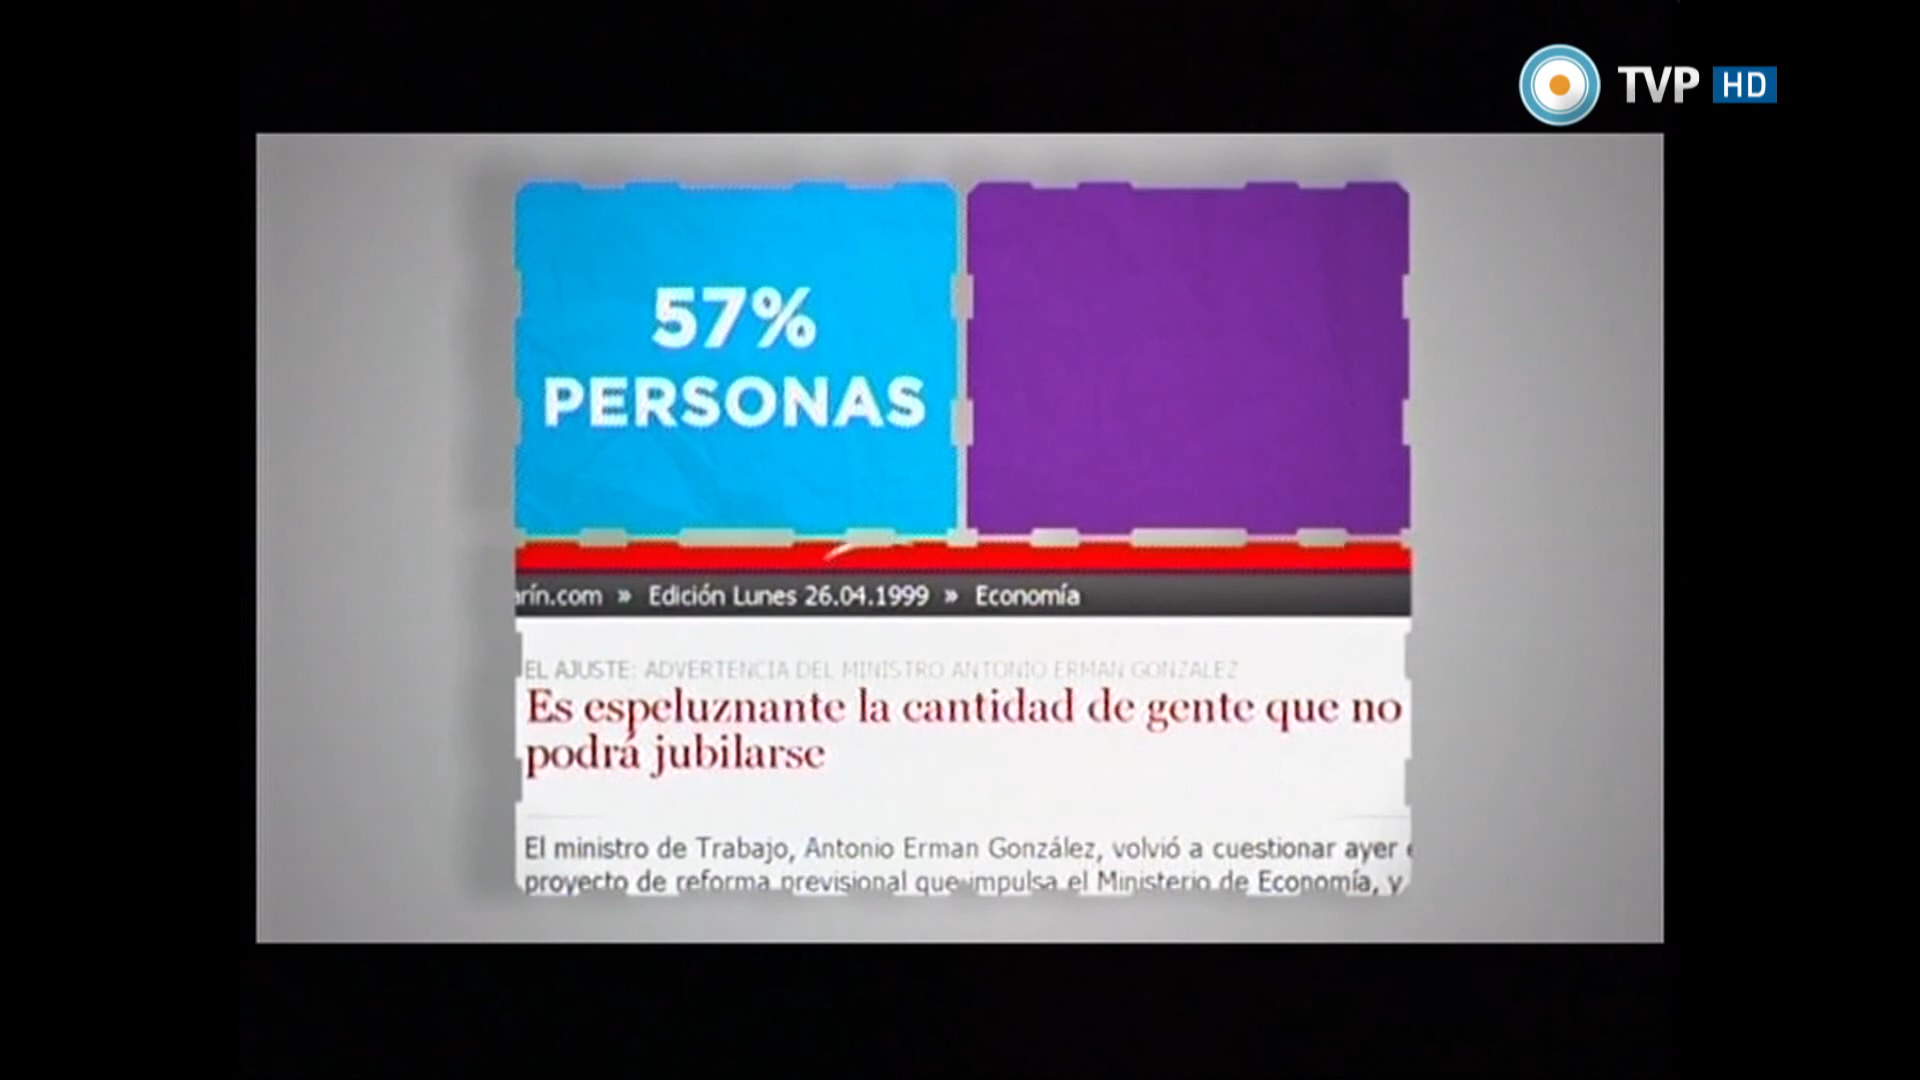 TVP HD
57%
PERSONAS
rín.com » Edición Lunes 26.04.1999 » Economía
EL AJUSTE: ADVERTENCIA DEL MINISTRO ANTONIO ERMAN GONZALEZ
Es espeluznante la cantidad de gente que no
podrá jubilarse
El ministro de Trabajo, Antonio Erman González, volvió a cuestionar ayer
proyecto de reforma previsional que impulsa el Ministerio de Economía, y